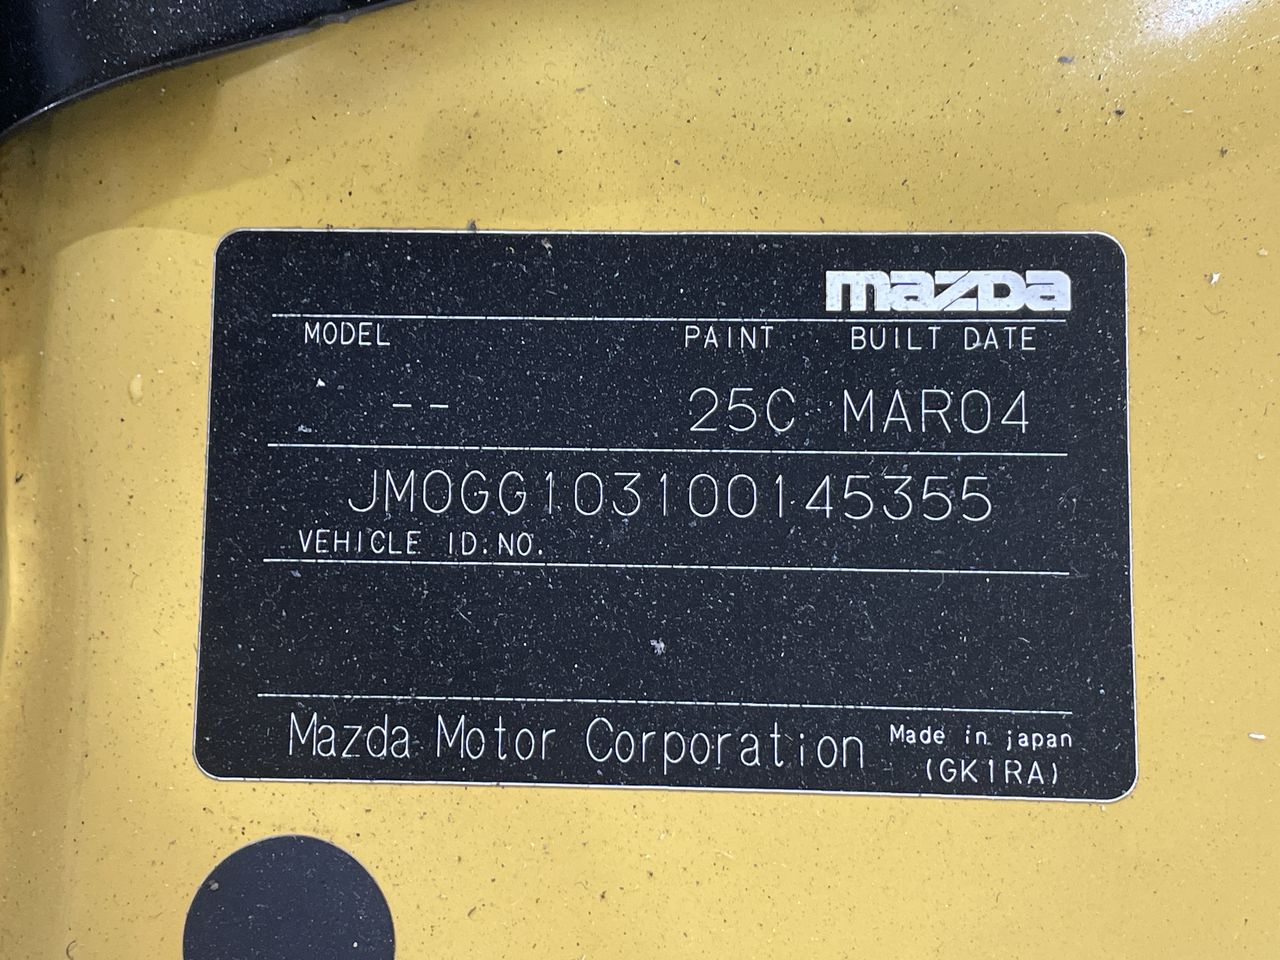 mazda
MODEL PAINT BUILT DATE
-- 25C MAR04
JM0GG103100145355
VEHICLE ID.NO.
Mazda Motor Corporation Made in japan
(GK1RA)